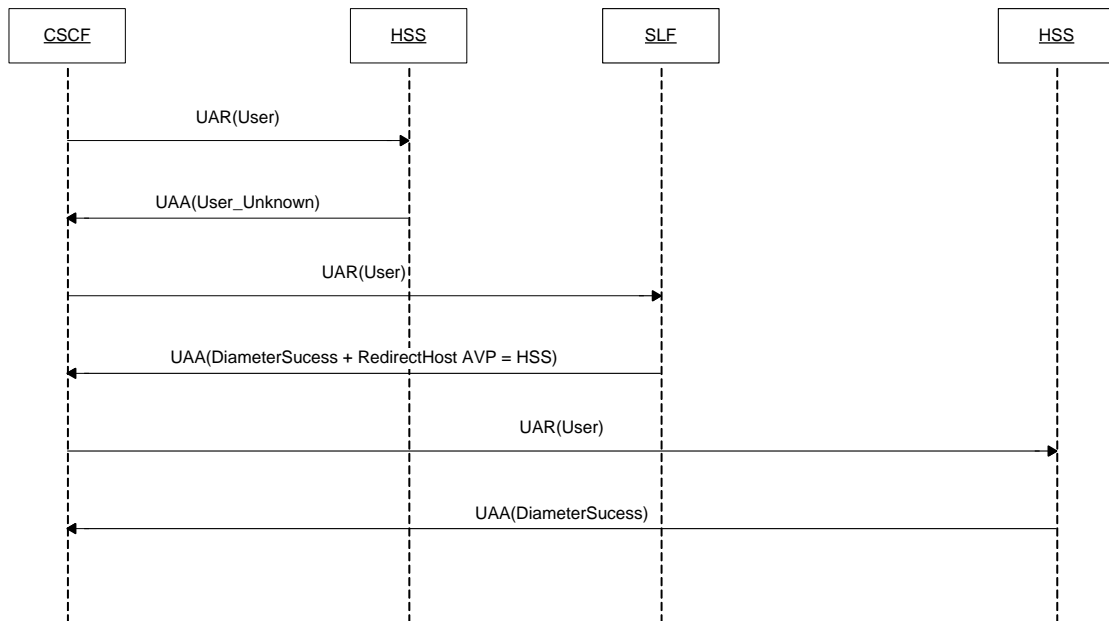 CSCF
HSS
SLF
HSS
UAR(User)
UAA(User_Unknown)
UAR(User)
UAA(DiameterSucess + RedirectHost AVP = HSS)
UAR(User)
UAA(DiameterSucess)